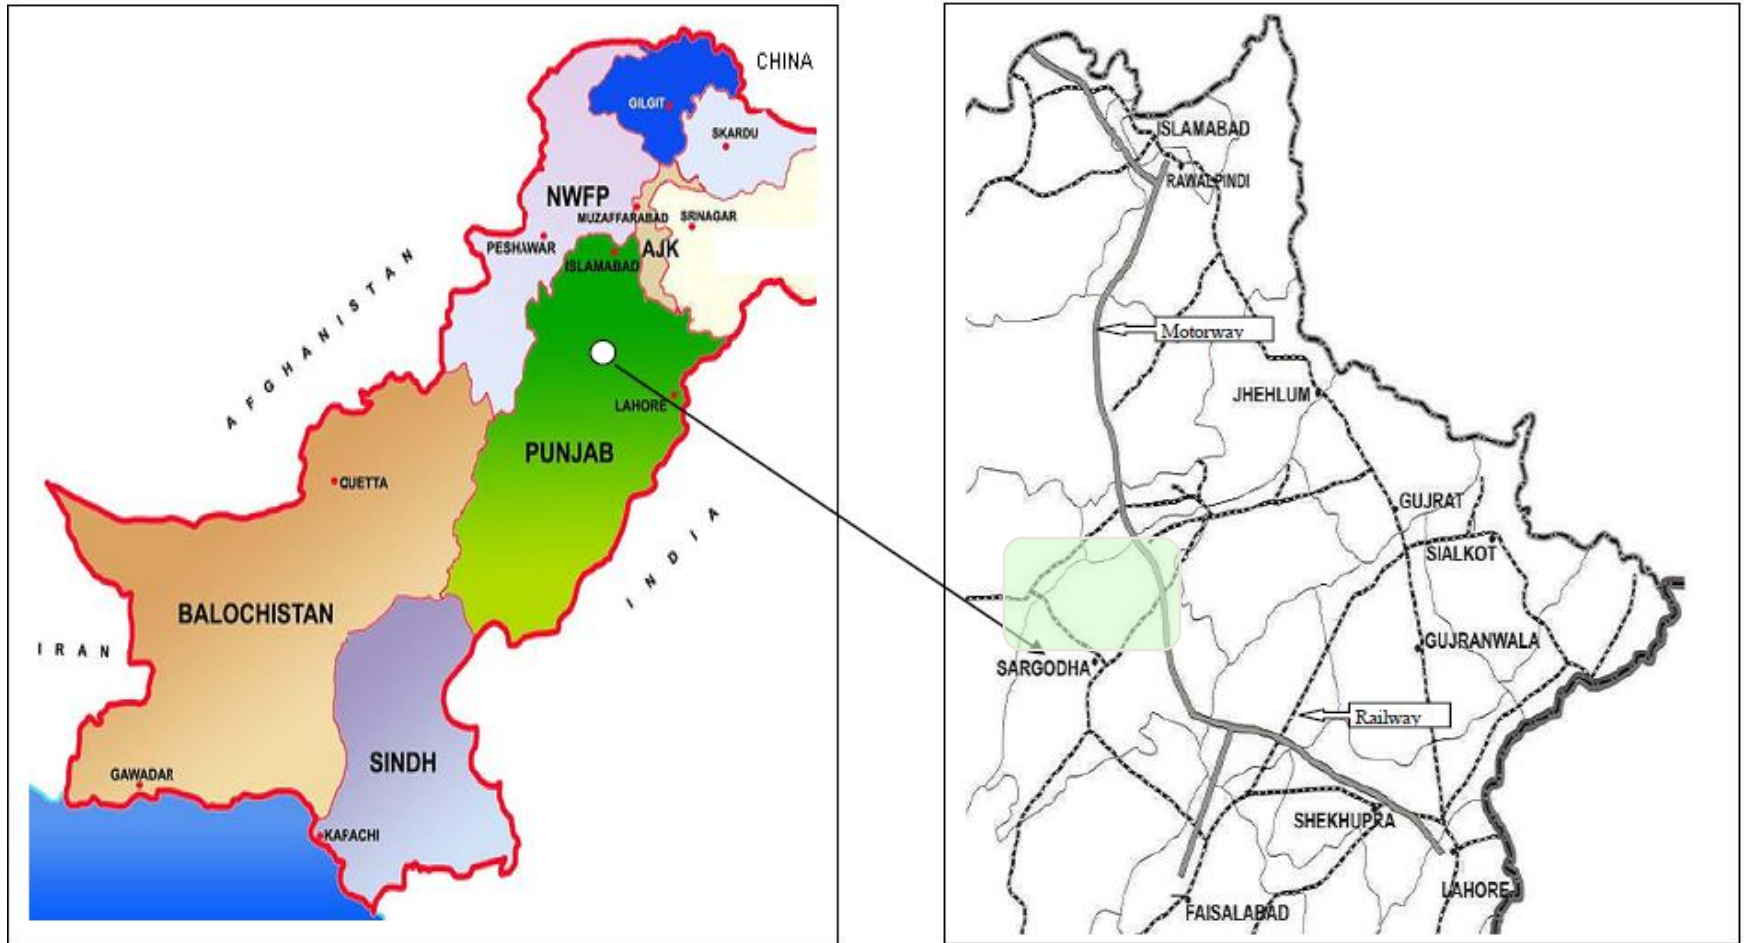 CHINA
GILGIT
SKARDU
NWFP
MUZAFFARABAD
SRINAGAR
PESHAWAR
AJK
ISLAMABAD
AFGHANISTAN
LAHORE
PUNJAB
CUETTA
INDIA
BALOCHISTAN
IRAN
SINDH
GAWADAR
KAFACHI
ISLAMABAD
RAWALPINDI
Motorway
JHEHLUM
GUJRAT
SIALKOT
GUJRANWALA
SARGODHA
Railway
SHEKHUPRA
LAHORE
FAISALABAD